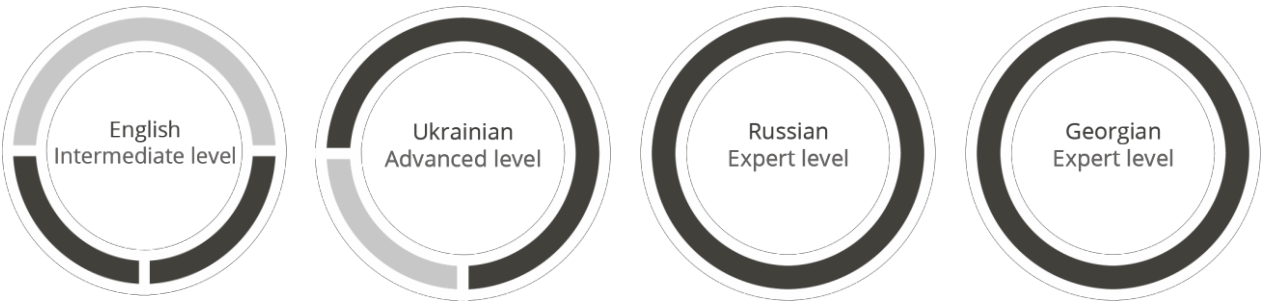 English
Intermediate level
Ukrainian
Advanced level
Russian
Expert level
Georgian
Expert level